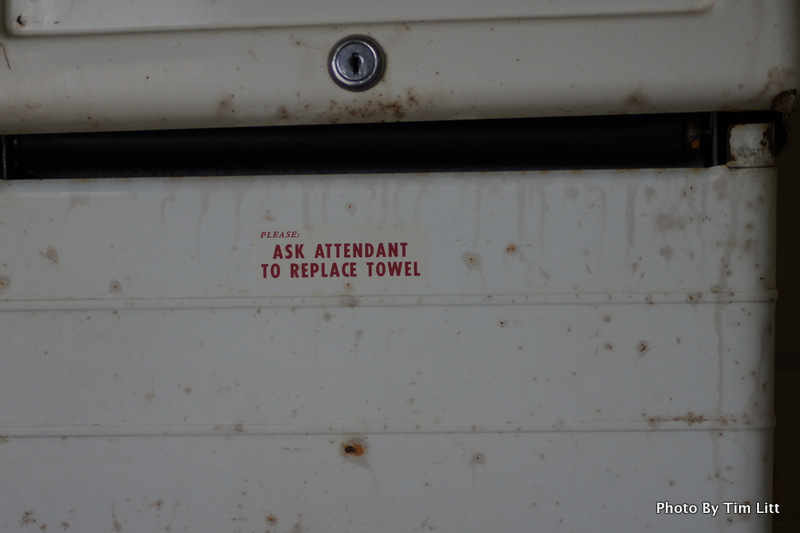 PLEASE:
ASK ATTENDANT
TO REPLACE TOWEL
Photo By Tim Litt